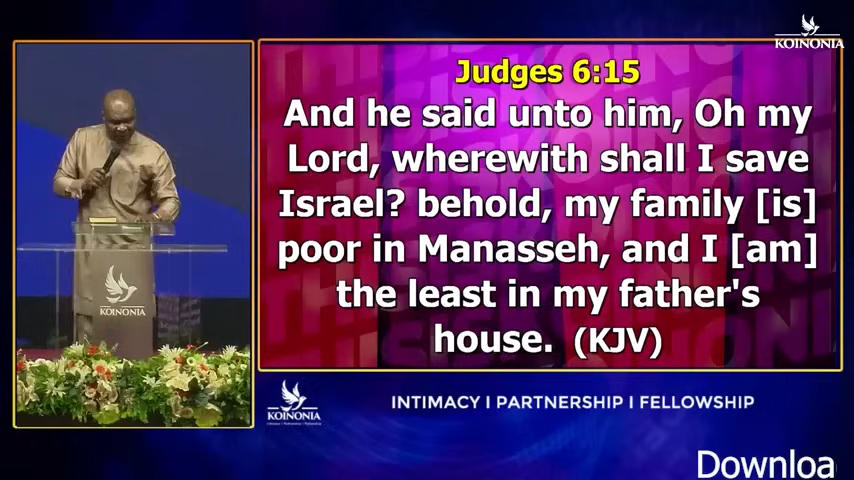 KOINONIA
Judges 6:15
And he said unto him, Oh my
Lord, wherewith shall I save
Israel? behold, my family [is]
poor in Manasseh, and I [am]
the least in my father's
house. (KJV)
KOINONIA
KOINONIA
INTIMACY I PARTNERSHIP I FELLOWSHIP
Downloa